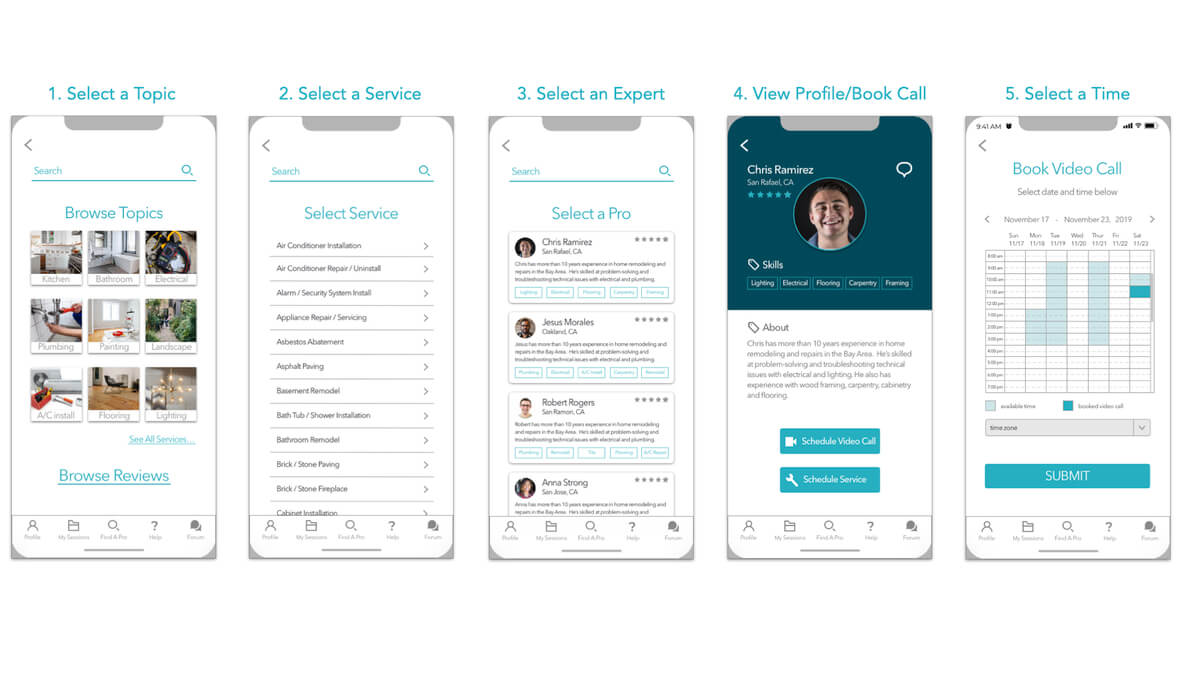 1. Select a Topic
Search
Browse Topics
Kitchen
Bathroom
Electrical
Plumbing
Painting
Landscape
A/C install
Flooring
Lighting
See All Services...
Browse Reviews
Profile
My Sessions
Find A Pro
?
Help
Forum
2. Select a Service
Search
Select Service
Air Conditioner Installation
Air Conditioner Repair / Uninstall
Alarm / Security System Install
Appliance Repair / Servicing
Asbestos Abatement
Asphalt Paving
Basement Remodel
Bath Tub / Shower Installation
Bathroom Remodel
Brick / Stone Paving
Brick / Stone Fireplace
Cabinet Installation
Profile
My Sessions
Find A Pro
?
Help
Forum
3. Select an Expert
Search
Select a Pro
Chris Ramirez
San Rafael, CA
Chris has more than 10 years experience in home remodeling
and repairs in the Bay Area. He's skilled at problem-solving and
troubleshooting technical issues with electrical and plumbing.
Lighting
Electrical
Flooring
Carpentry
Framing
Jesus Morales
Oakland, CA
Jesus has more than 10 years experience in home remodeling
and repairs in the Bay Area. He's skilled at problem-solving and
troubleshooting technical issues with electrical and plumbing.
Plumbing
Electrical
A/C Install
Carpentry
Remodel
Robert Rogers
San Ramon, CA
Robert has more than 10 years experience in home remodeling
and repairs in the Bay Area. He's skilled at problem-solving and
troubleshooting technical issues with electrical and plumbing.
Plumbing
Remodel
Tile
Flooring
A/C Repair
Anna Strong
San Jose, CA
Anna has more than 10 years experience in home remodeling
and repairs in the Bay Area. He's skilled at problem-solving and
Profile
My Sessions
Find A Pro
?
Help
Forum
4. View Profile/Book Call
Chris Ramirez
San Rafael, CA
Skills
Lighting
Electrical
Flooring
Carpentry
Framing
About
Chris has more than 10 years experience in home
remodeling and repairs in the Bay Area. He's skilled
at problem-solving and troubleshooting technical
issues with electrical and lighting. He also has
experience with wood framing, carpentry, cabinetry
and flooring.
Schedule Video Call
Schedule Service
Profile
My Sessions
Find A Pro
?
Help
Forum
5. Select a Time
9:41 AM
Book Video Call
Select date and time below
November 17 - November 23, 2019
Sun Mon Tue Wed Thur Fri Sat
11/17 11/18 11/19 11/20 11/21 11/22 11/23
8:00 am
9:00 am
10:00 am
11:00 am
12:00 pm
1:00 pm
2:00 pm
3:00 pm
4:00 pm
5:00 pm
6:00 pm
7:00 pm
available time
booked video call
time zone
SUBMIT
Profile
My Sessions
Find A Pro
?
Help
Forum